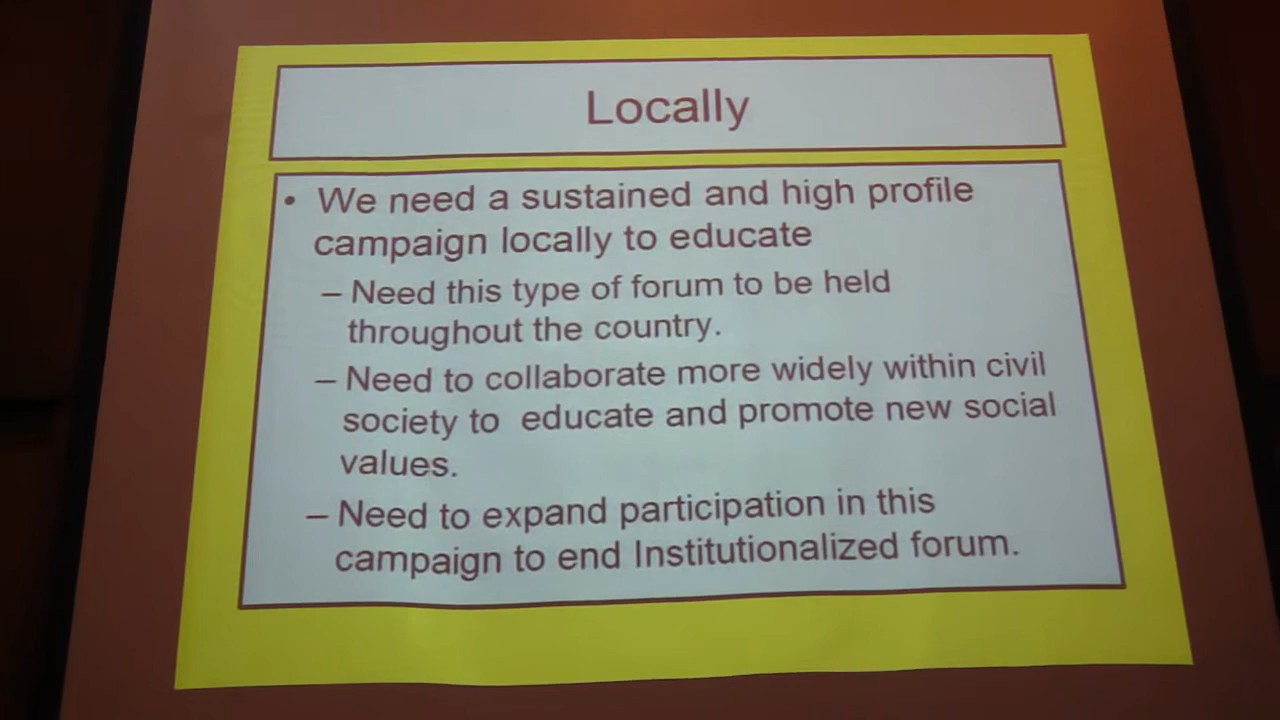 Locally
• We need a sustained and high profile
campaign locally to educate
– Need this type of forum to be held
throughout the country.
– Need to collaborate more widely within civil
society to  educate and promote new social
values.
– Need to expand participation in this
campaign to end Institutionalized forum.